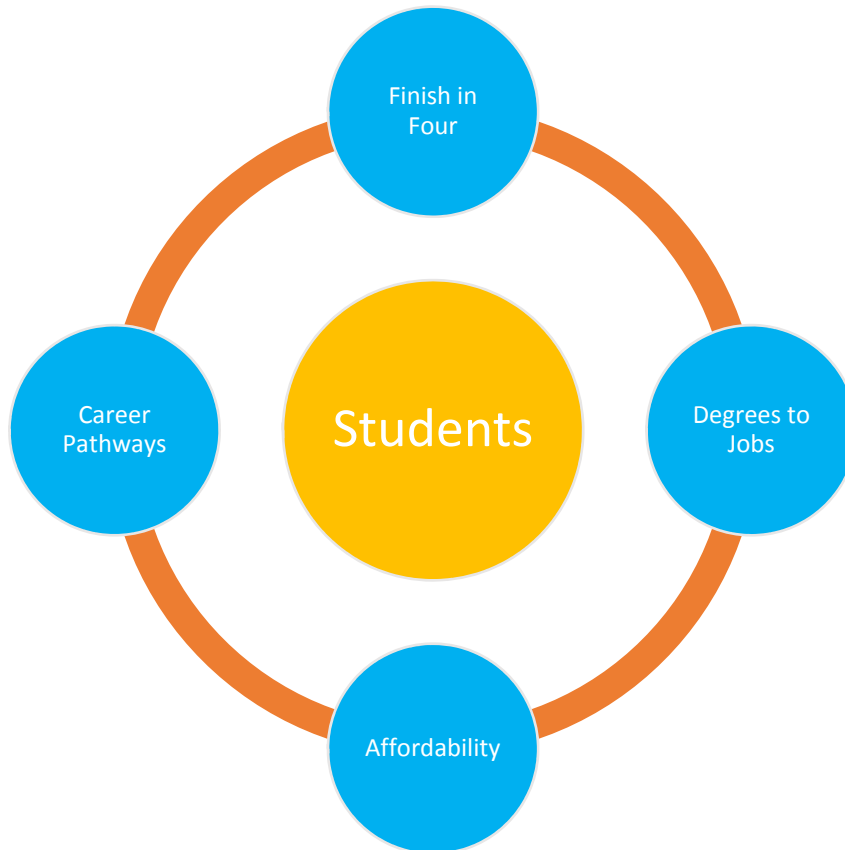 Finish in
Four
Career
Pathways
Students
Degrees to
Jobs
Affordability